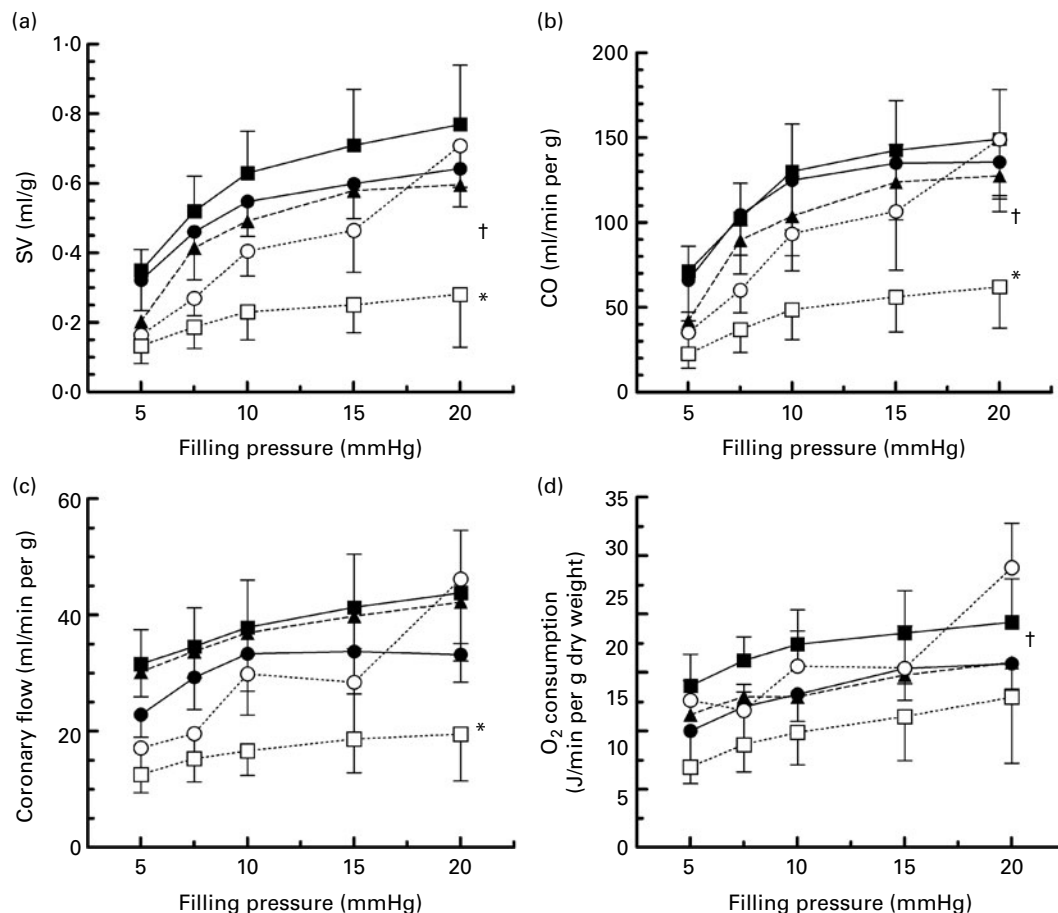 (a)
1·0
0·8
0·6
0·4
0·2
0·0
SV (ml/g)
†
*
5 10 15 20
Filling pressure (mmHg)
(b)
200
150
100
50
0
CO (ml/min per g)
†
*
5 10 15 20
Filling pressure (mmHg)
(c)
60
40
20
0
Coronary flow (ml/min per g)
*
5 10 15 20
Filling pressure (mmHg)
(d)
35
30
25
20
15
10
5
0
O₂ consumption
(J/min per g dry weight)
†
5 10 15 20
Filling pressure (mmHg)